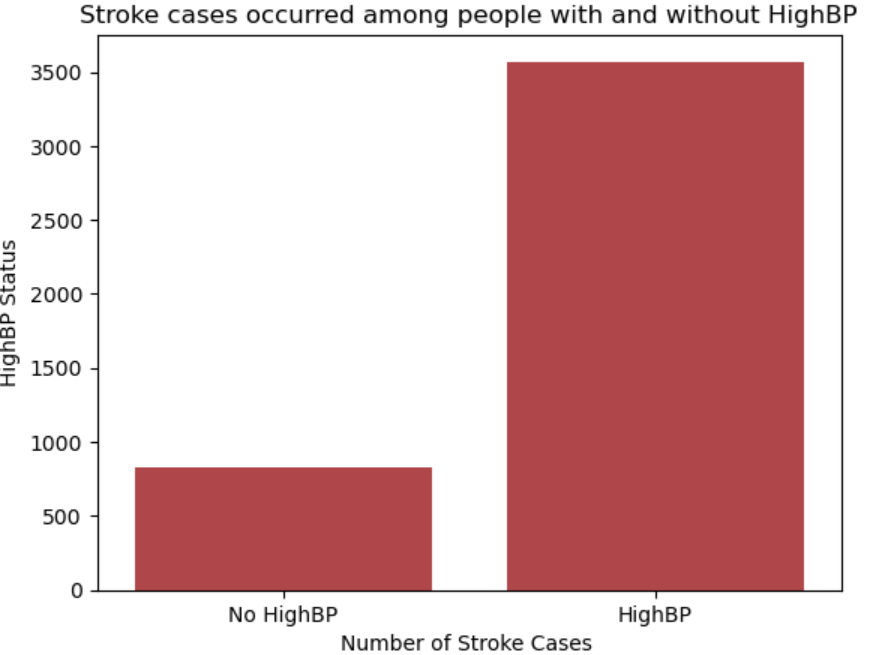 Stroke cases occurred among people with and without HighBP
HighBP Status
3500
3000
2500
2000
1500
1000
500
0
No HighBP HighBP
Number of Stroke Cases